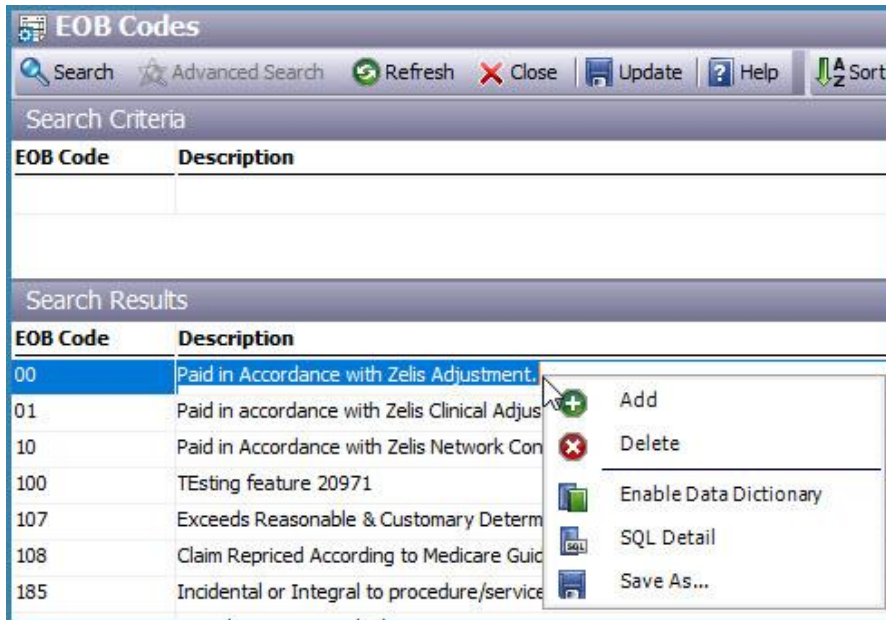 EOB Codes
Search Advanced Search Refresh Close Update Help Sort
Search Criteria
EOB Code Description
Search Results
EOB Code Description
00 Paid in Accordance with Zelis Adjustment.
01 Paid in accordance with Zelis Clinical Adjus
10 Paid in Accordance with Zelis Network Con
100 TEsting feature 20971
107 Exceeds Reasonable & Customary Determ
108 Claim Repriced According to Medicare Guid
185 Incidental or Integral to procedure/service
Add
Delete
Enable Data Dictionary
SQL Detail
Save As...